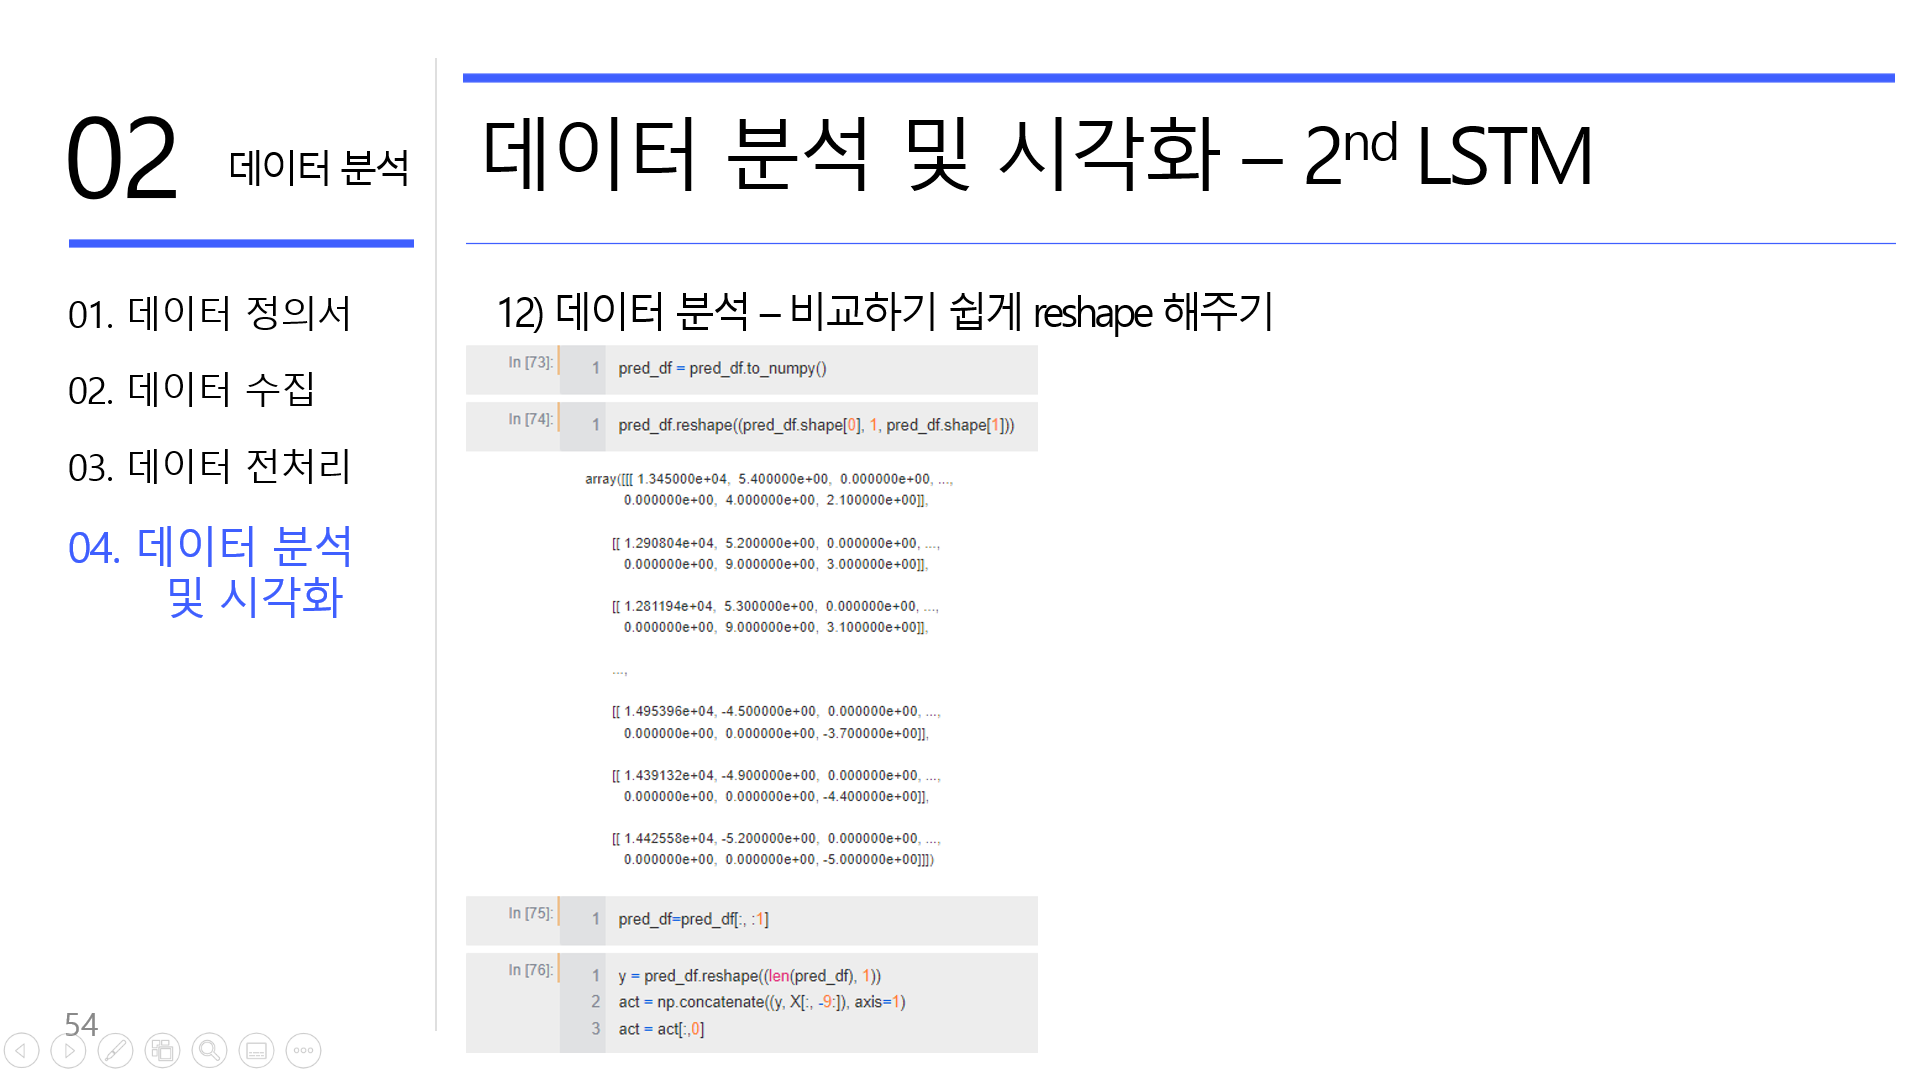 02 데이터 분석
01. 데이터 정의서
02. 데이터 수집
03. 데이터 전처리
04. 데이터 분석
및 시각화
54
데이터 분석 및 시각화 – 2nd LSTM
12) 데이터 분석 – 비교하기 쉽게 reshape 해주기
In [73]: 1 pred_df = pred_df.to_numpy()
In [74]: 1 pred_df.reshape((pred_df.shape[0], 1, pred_df.shape[1]))
array([[[ 1.345000e+04, 5.400000e+00, 0.000000e+00, ...,
0.000000e+00, 4.000000e+00, 2.100000e+00]],
[[ 1.290804e+04, 5.200000e+00, 0.000000e+00, ...,
0.000000e+00, 9.000000e+00, 3.000000e+00]],
[[ 1.281194e+04, 5.300000e+00, 0.000000e+00, ...,
0.000000e+00, 9.000000e+00, 3.100000e+00]],
...,
[[ 1.495396e+04, -4.500000e+00, 0.000000e+00, ...,
0.000000e+00, 0.000000e+00, -3.700000e+00]],
[[ 1.439132e+04, -4.900000e+00, 0.000000e+00, ...,
0.000000e+00, 0.000000e+00, -4.400000e+00]],
[[ 1.442558e+04, -5.200000e+00, 0.000000e+00, ...,
0.000000e+00, 0.000000e+00, -5.000000e+00]]])
In [75]: 1 pred_df=pred_df[:, :1]
In [76]: 1 y = pred_df.reshape((len(pred_df), 1))
2 act = np.concatenate((y, X[:, -9:]), axis=1)
3 act = act[:,0]